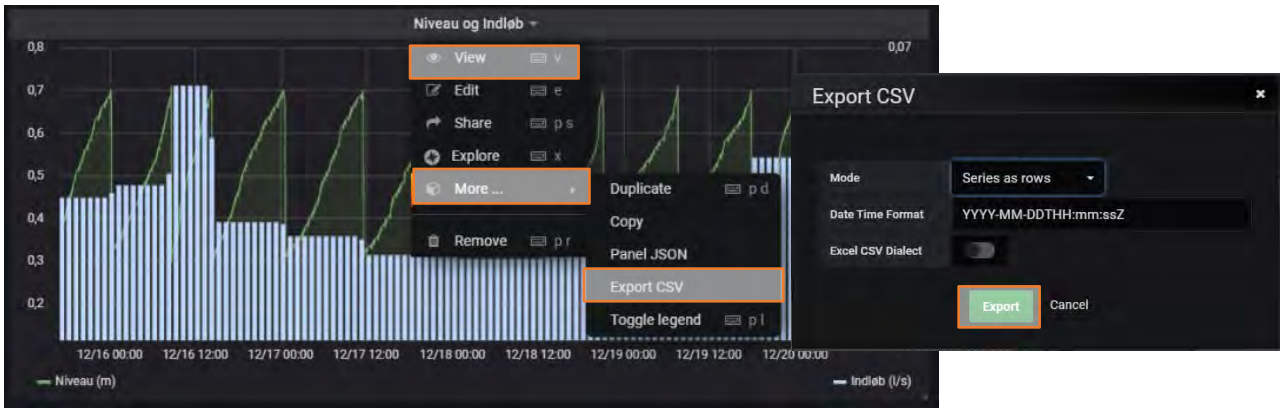 Niveau og Indløb
0,8
0,7
0,6
0,5
0,4
0,3
0,2
0,07
View v
Edit e
Share p s
Explore x
More ...
Remove p r
Duplicate p d
Copy
Panel JSON
Export CSV
Toggle legend p l
12/16 00:00 12/16 12:00 12/17 00:00 12/17 12:00 12/18 00:00 12/18 12:00 12/19 00:00 12/19 12:00 12/20 00:00
Niveau (m)
Indløb (l/s)
Export CSV ×
Mode Series as rows
Date Time Format YYYY-MM-DDTHH:mm:ssZ
Excel CSV Dialect
Export Cancel